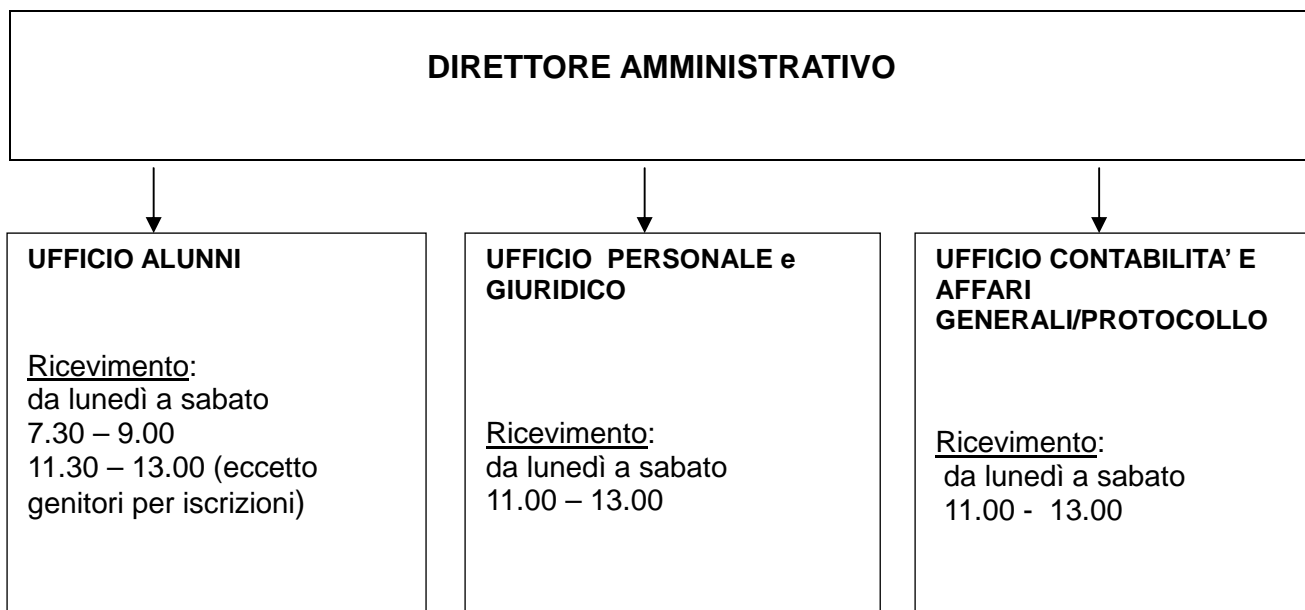 DIRETTORE AMMINISTRATIVO
UFFICIO ALUNNI
Ricevimento:
da lunedì a sabato
7.30 – 9.00
11.30 – 13.00 (eccetto
genitori per iscrizioni)
UFFICIO PERSONALE e
GIURIDICO
Ricevimento:
da lunedì a sabato
11.00 – 13.00
UFFICIO CONTABILITA’ E
AFFARI
GENERALI/PROTOCOLLO
Ricevimento:
da lunedì a sabato
11.00 - 13.00